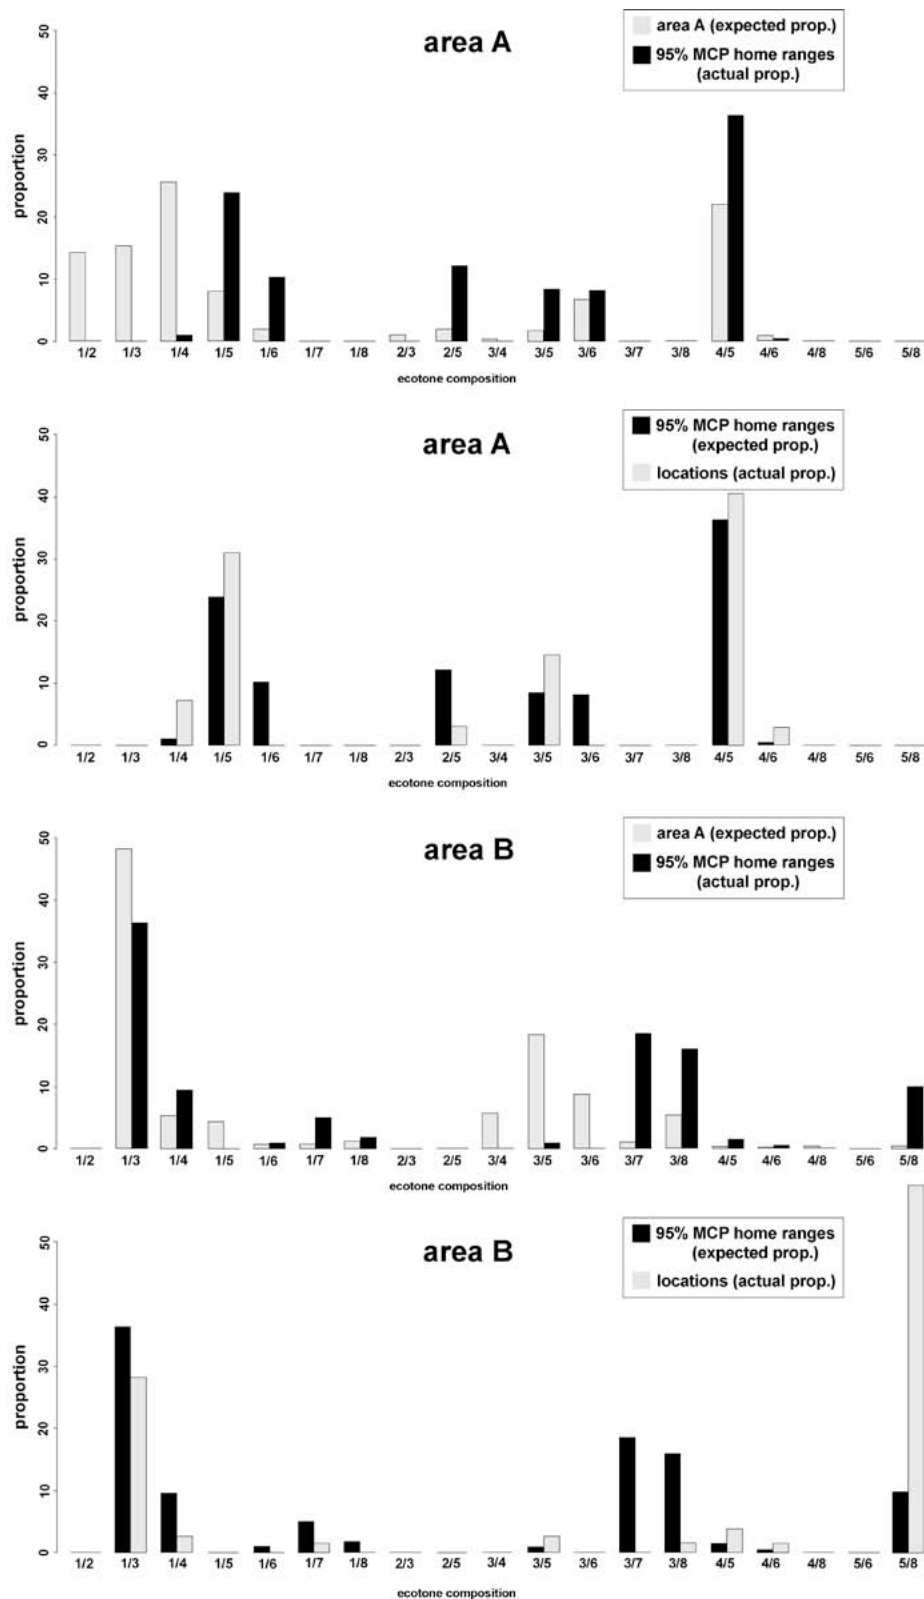 area A
area A (expected prop.)
95% MCP home ranges
(actual prop.)
proportion
50
40
30
20
10
0
1/2 1/3 1/4 1/5 1/6 1/7 1/8 2/3 2/5 3/4 3/5 3/6 3/7 3/8 4/5 4/6 4/8 5/6 5/8
ecotone composition
area A
95% MCP home ranges
(expected prop.)
locations (actual prop.)
proportion
50
40
30
20
10
0
1/2 1/3 1/4 1/5 1/6 1/7 1/8 2/3 2/5 3/4 3/5 3/6 3/7 3/8 4/5 4/6 4/8 5/6 5/8
ecotone composition
area B
area A (expected prop.)
95% MCP home ranges
(actual prop.)
proportion
50
40
30
20
10
0
1/2 1/3 1/4 1/5 1/6 1/7 1/8 2/3 2/5 3/4 3/5 3/6 3/7 3/8 4/5 4/6 4/8 5/6 5/8
ecotone composition
area B
95% MCP home ranges
(expected prop.)
locations (actual prop.)
proportion
50
40
30
20
10
0
1/2 1/3 1/4 1/5 1/6 1/7 1/8 2/3 2/5 3/4 3/5 3/6 3/7 3/8 4/5 4/6 4/8 5/6 5/8
ecotone composition